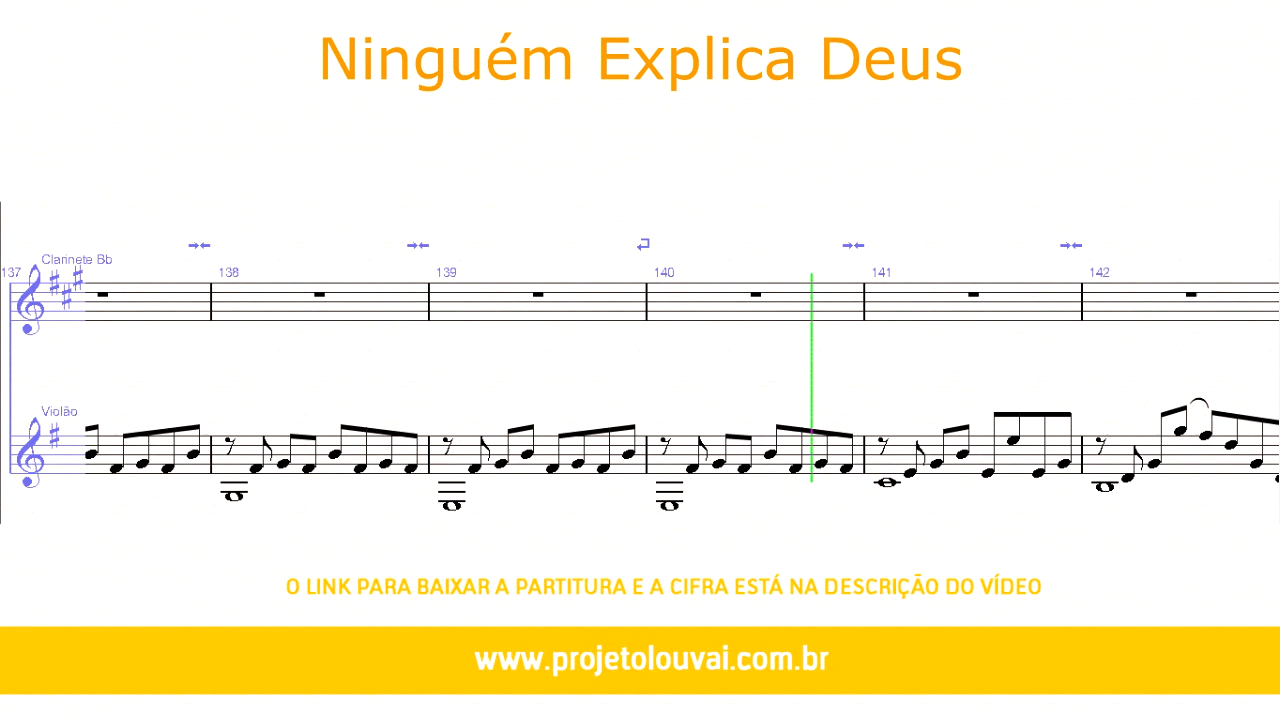 Ninguém Explica Deus
Clarinete Bb
137 138 139 140 141 142
Violão
O LINK PARA BAIXAR A PARTITURA E A CIFRA ESTÁ NA DESCRIÇÃO DO VÍDEO
www.projetolouvai.com.br